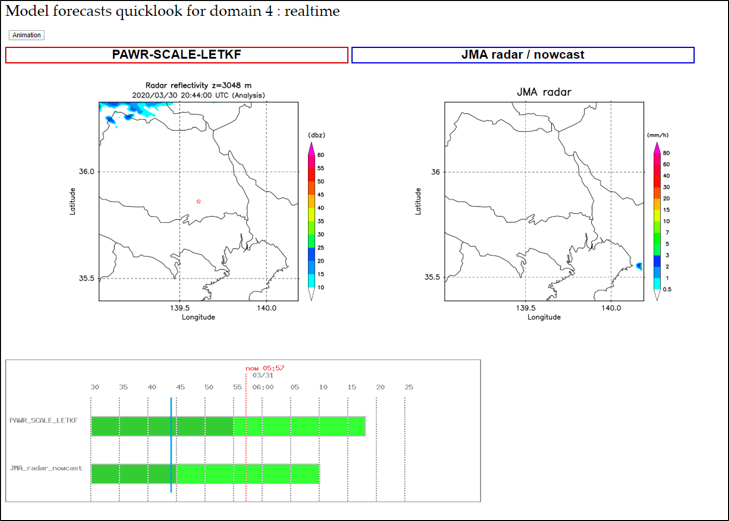 Model forecasts quicklook for domain 4 : realtime
Animation
PAWR-SCALE-LETKF
JMA radar / nowcast
Radar reflectivity z=3048 m
2020/03/30 20:44:00 UTC (Analysis)
(dbz)
60
55
50
45
40
35
30
25
20
15
10
36.0
35.5
Latitude
139.5 140.0
Longitude
JMA radar
(mm/h)
80
60
40
30
20
15
10
7
5
3
2
1
0.5
36
35.5
Latitude
139.5 140.0
Longitude
now 05:57
03/31
30 35 40 45 50 55 06:00 05 10 15 20 25
PAWR_SCALE_LETKF
JMA_radar_nowcast